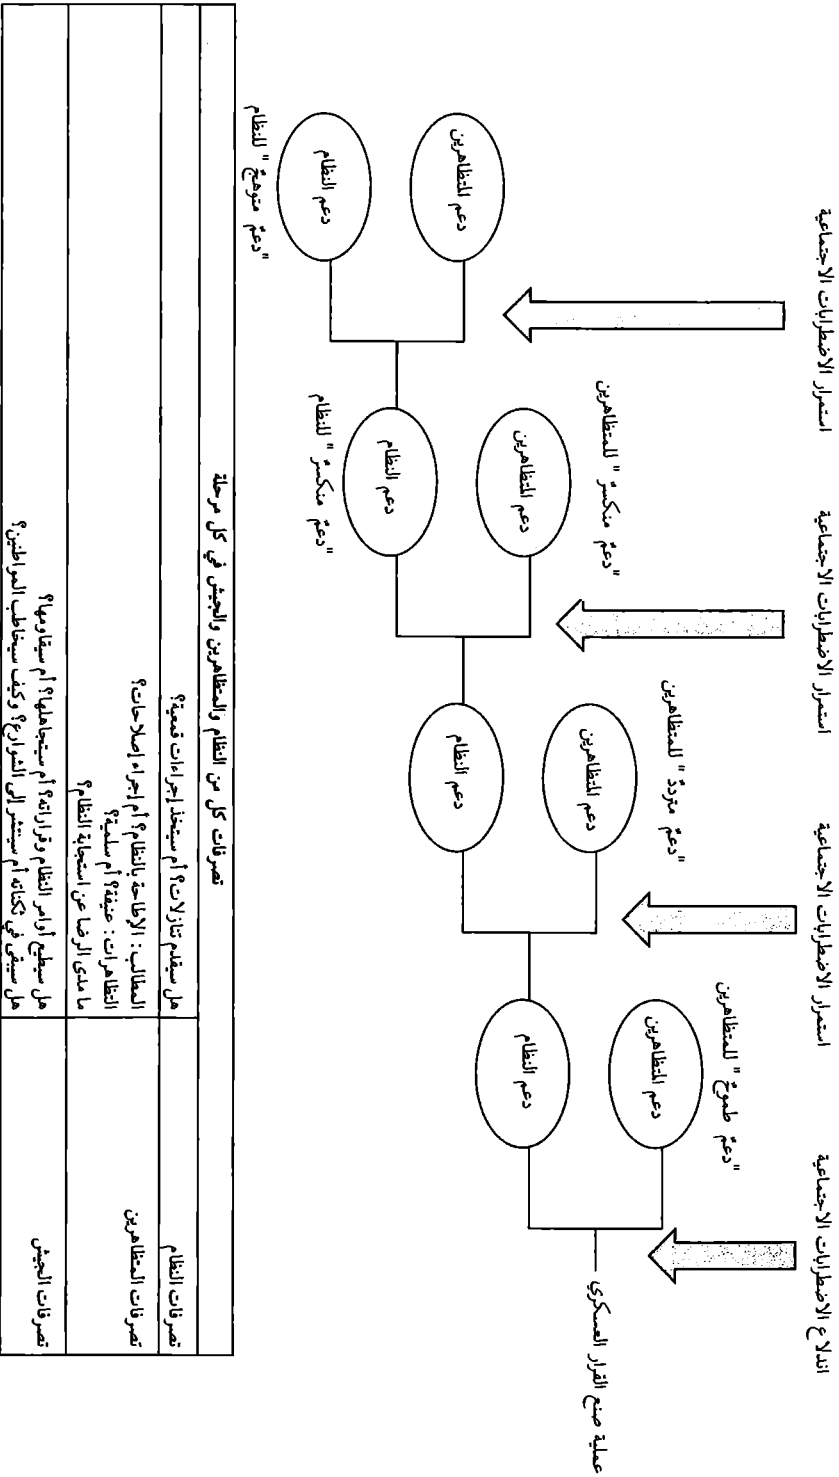 اندلاع الاضطرابات الاجتماعية
استمرار الاضطرابات الاجتماعية
استمرار الاضطرابات الاجتماعية
استمرار الاضطرابات الاجتماعية
عملية صنع القرار العسكري
"دعمٌ طموحٌ" للمتظاهرين
دعم المتظاهرين
دعم النظام
"دعمٌ مترددٌ" للمتظاهرين
دعم المتظاهرين
دعم النظام
"دعمٌ منكسرٌ" للمتظاهرين
دعم المتظاهرين
دعم النظام
"دعمٌ منكسرٌ" للنظام
دعم المتظاهرين
دعم النظام
"دعمٌ متوهجٌ" للنظام
تصرفات كل من النظام والمتظاهرين والجيش في كل مرحلة
تصرفات النظام
هل سيقدم تنازلات؟ أم سيتخذ إجراءات قمعية؟
تصرفات المتظاهرين
المطالب: الإطاحة بالنظام؟ أم إجراء إصلاحات؟
التظاهرات: عنيفة؟ أم سلمية؟
ما مدى الرضا عن استجابة النظام؟
تصرفات الجيش
هل سيطيع أوامر النظام وقراراته؟ أم سيتجاهلها؟ أم سيقاومها؟
هل سيبقى في ثكناته أم سينتشر إلى الشوارع؟ وكيف سيخاطب المواطنين؟